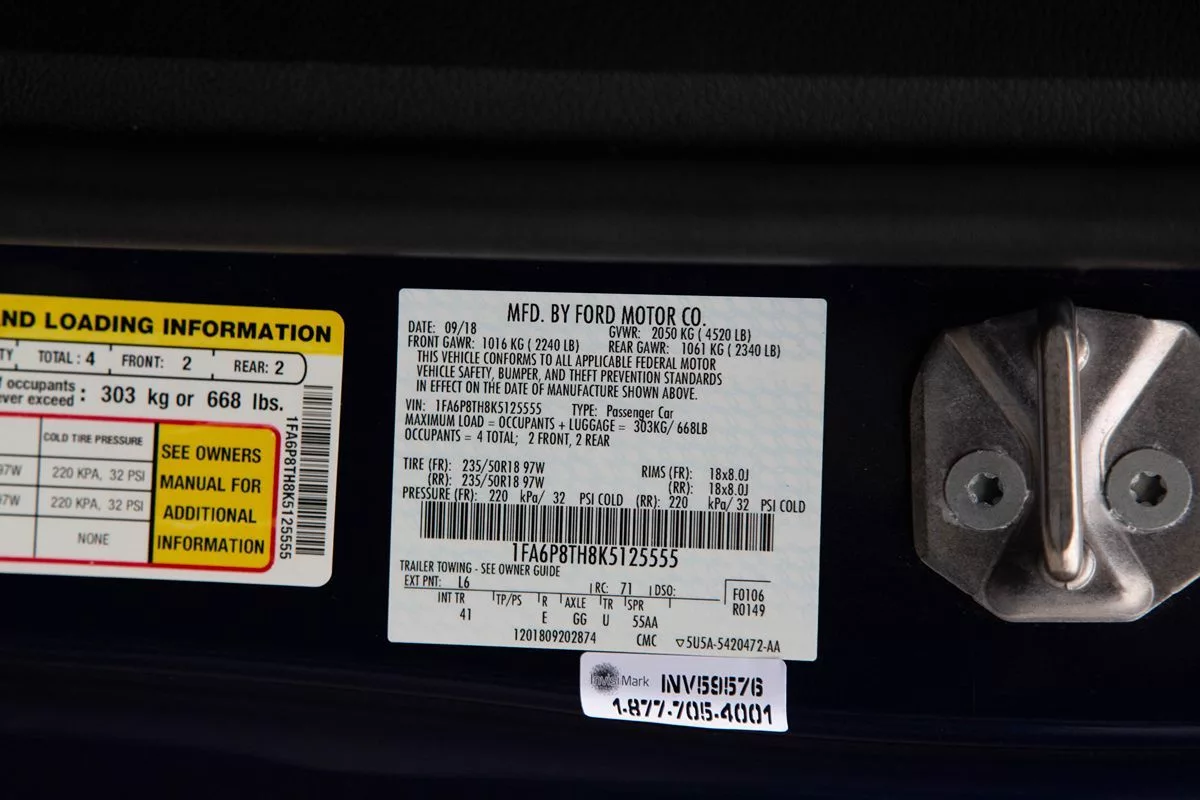 ND LOADING INFORMATION
TY TOTAL: 4 FRONT: 2 REAR: 2
occupants
ever exceed : 303 kg or 668 lbs.
COLD TIRE PRESSURE
97W 220 KPA, 32 PSI
97W 220 KPA, 32 PSI
NONE
SEE OWNERS
MANUAL FOR
ADDITIONAL
INFORMATION
1FA6P8TH8K5125555
MFD. BY FORD MOTOR CO.
DATE: 09/18 GVWR: 2050 KG ( 4520 LB)
FRONT GAWR: 1016 KG ( 2240 LB) REAR GAWR: 1061 KG ( 2340 LB)
THIS VEHICLE CONFORMS TO ALL APPLICABLE FEDERAL MOTOR
VEHICLE SAFETY, BUMPER, AND THEFT PREVENTION STANDARDS
IN EFFECT ON THE DATE OF MANUFACTURE SHOWN ABOVE.
VIN: 1FA6P8TH8K5125555 TYPE: Passenger Car
MAXIMUM LOAD = OCCUPANTS + LUGGAGE = 303KG/ 668LB
OCCUPANTS = 4 TOTAL; 2 FRONT, 2 REAR
TIRE (FR): 235/50R18 97W RIMS (FR): 18x8.0J
(RR): 235/50R18 97W (RR): 18x8.0J
PRESSURE (FR): 220 kPa/ 32 PSI COLD (RR): 220 kPa/ 32 PSI COLD
1FA6P8TH8K5125555
TRAILER TOWING - SEE OWNER GUIDE
EXT PNT: L6 RC: 71 DSO: F0106
R0149
INT TR TP/PS R AXLE TR SPR
41 E GG U 55AA
1201809202874 CMC ▽5U5A-5420472-AA
InvisiMark INV59576
1-877-705-4001